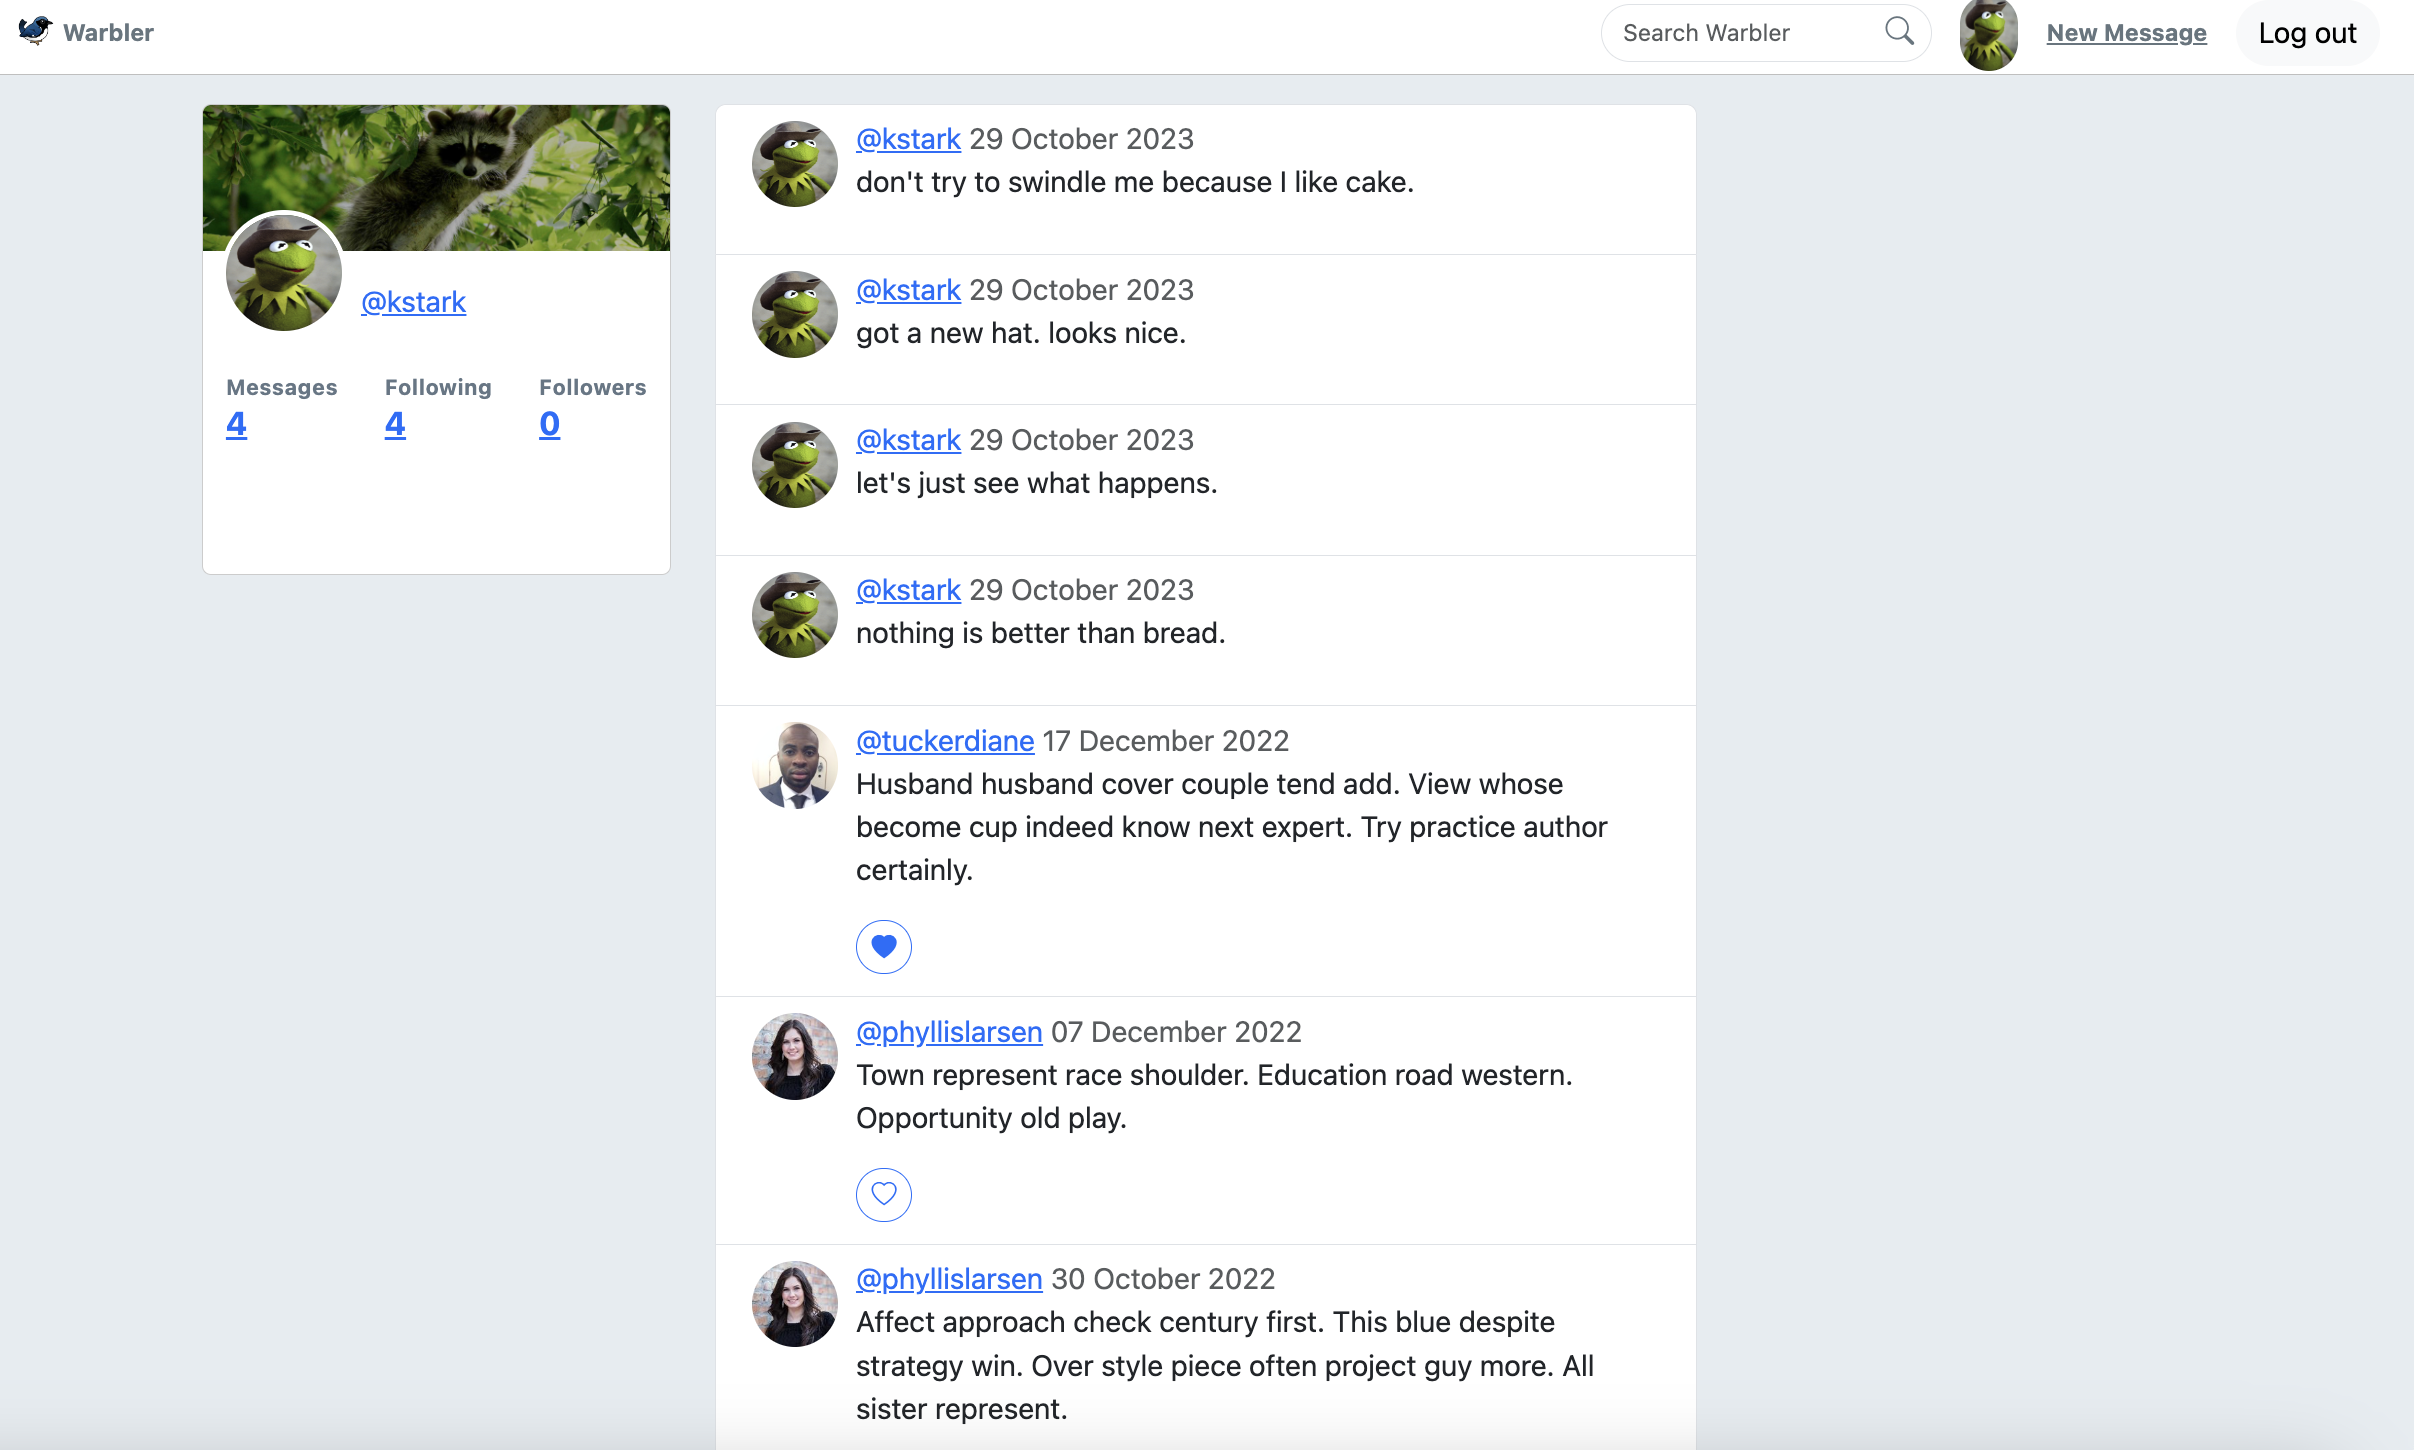 Warbler
Search Warbler
New Message
Log out
@kstark
Messages
Following
Followers
4
4
0
@kstark 29 October 2023
don't try to swindle me because I like cake.
@kstark 29 October 2023
got a new hat. looks nice.
@kstark 29 October 2023
let's just see what happens.
@kstark 29 October 2023
nothing is better than bread.
@tuckerdiane 17 December 2022
Husband husband cover couple tend add. View whose
become cup indeed know next expert. Try practice author
certainly.
@phyllislarsen 07 December 2022
Town represent race shoulder. Education road western.
Opportunity old play.
@phyllislarsen 30 October 2022
Affect approach check century first. This blue despite
strategy win. Over style piece often project guy more. All
sister represent.